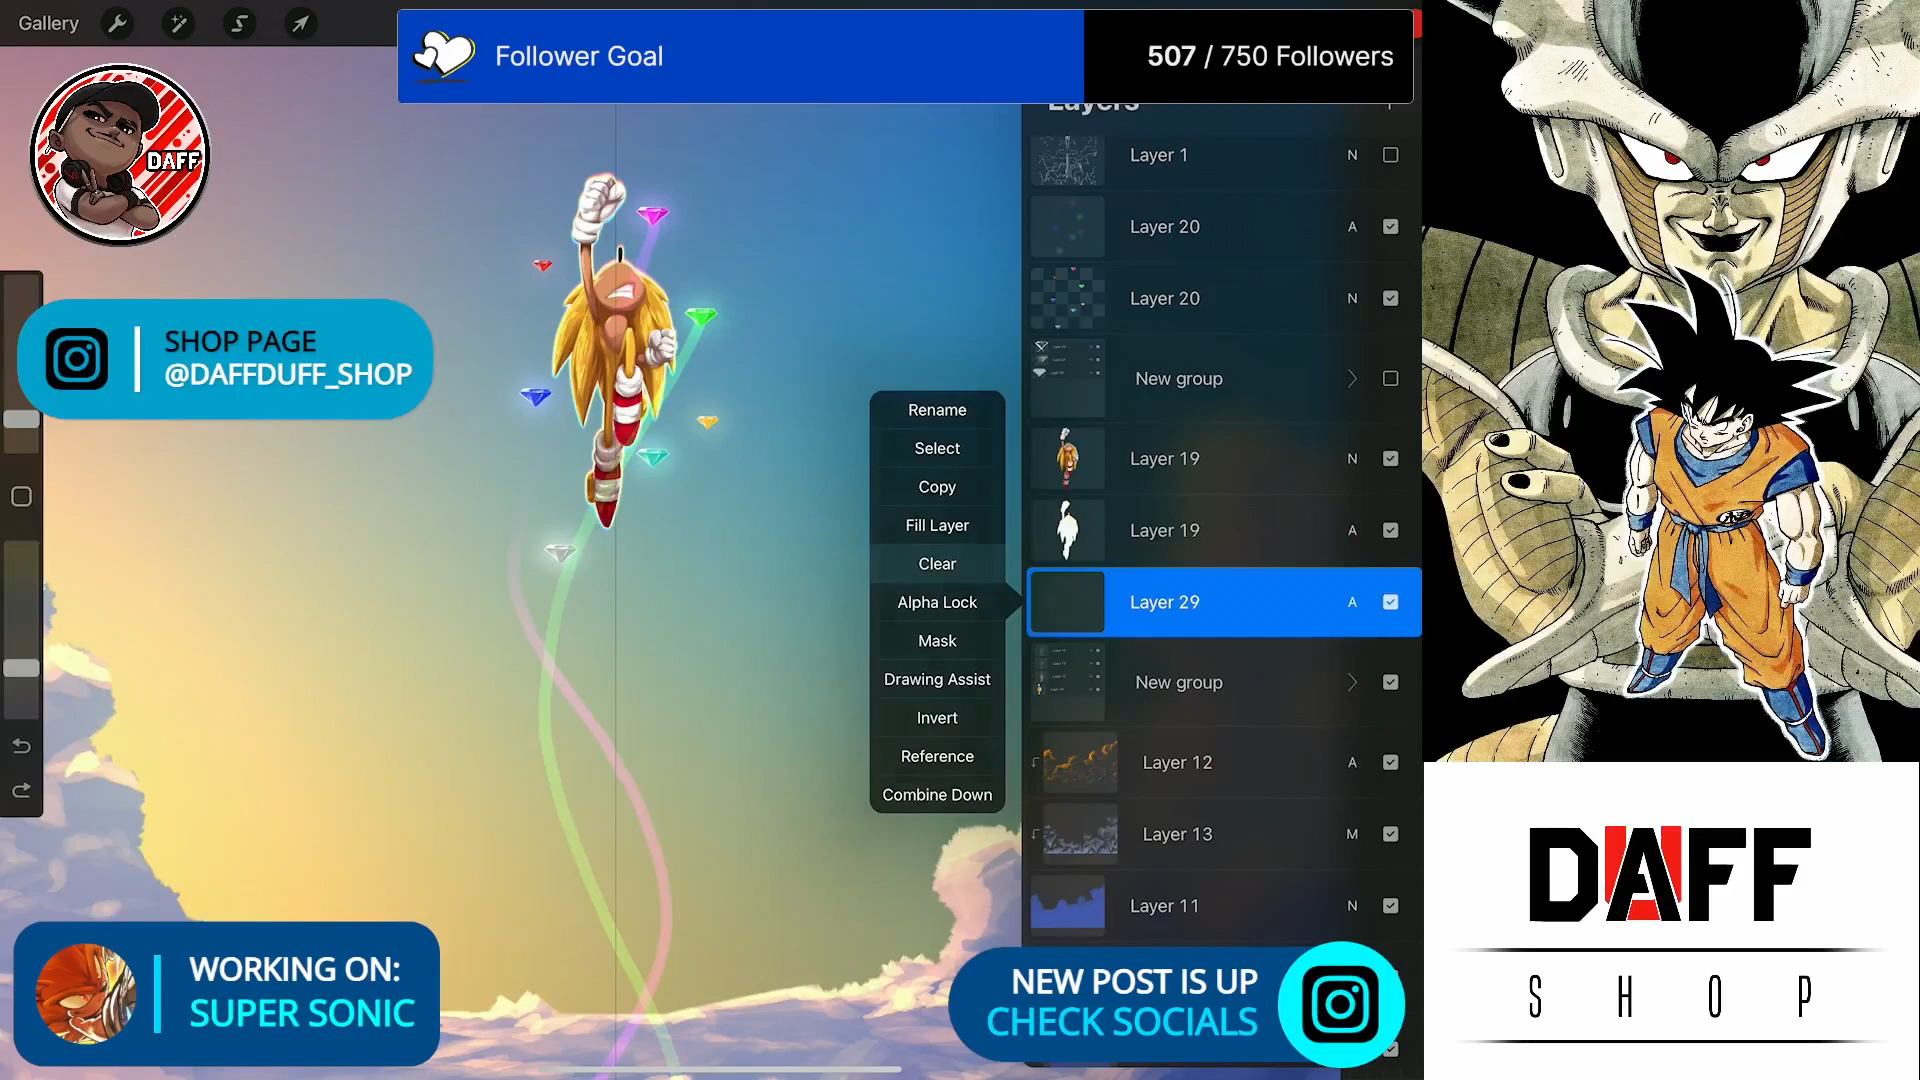 Gallery
Follower Goal
507 / 750 Followers
Layers
DAFF
SHOP PAGE
@DAFFDUFF_SHOP
Layer 1 N
Layer 20 A
Layer 20 N
New group
Layer 19 N
Layer 19 A
Layer 29 A
New group
Layer 12 A
Layer 13 M
Layer 11 N
Rename
Select
Copy
Fill Layer
Clear
Alpha Lock
Mask
Drawing Assist
Invert
Reference
Combine Down
WORKING ON:
SUPER SONIC
NEW POST IS UP
CHECK SOCIALS
DAFF
SHOP